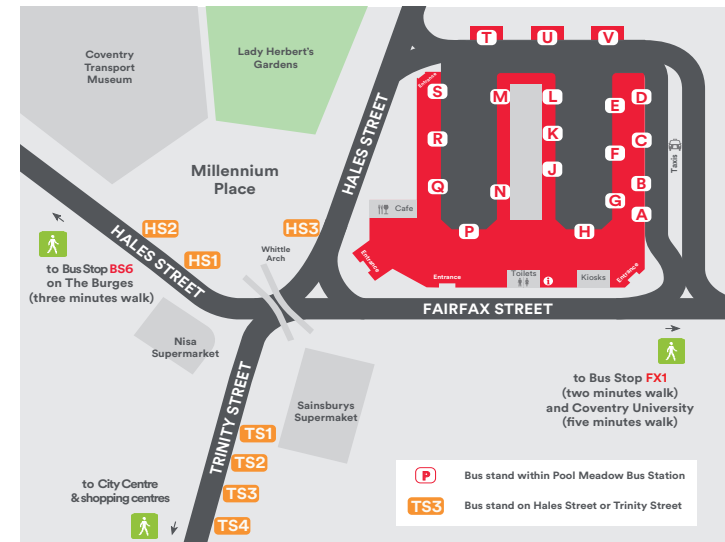 Coventry
Transport
Museum
Lady Herbert's
Gardens
HALES STREET
Millennium
Place
T
U
V
Entrance
S
R
Q
P
M
N
L
K
J
H
E
F
G
D
C
B
A
Taxis
Cafe
HS2
HS1
HS3
HALES STREET
Whittle
Arch
Entrance
Entrance
Toilets
i
Kiosks
Entrance
FAIRFAX STREET
to Bus Stop BS6
on The Burges
(three minutes walk)
Nisa
Supermarket
Sainsburys
Supermaket
TRINITY STREET
TS1
TS2
TS3
TS4
to City Centre
& shopping centres
to Bus Stop FX1
(two minutes walk)
and Coventry University
(five minutes walk)
P Bus stand within Pool Meadow Bus Station
TS3 Bus stand on Hales Street or Trinity Street